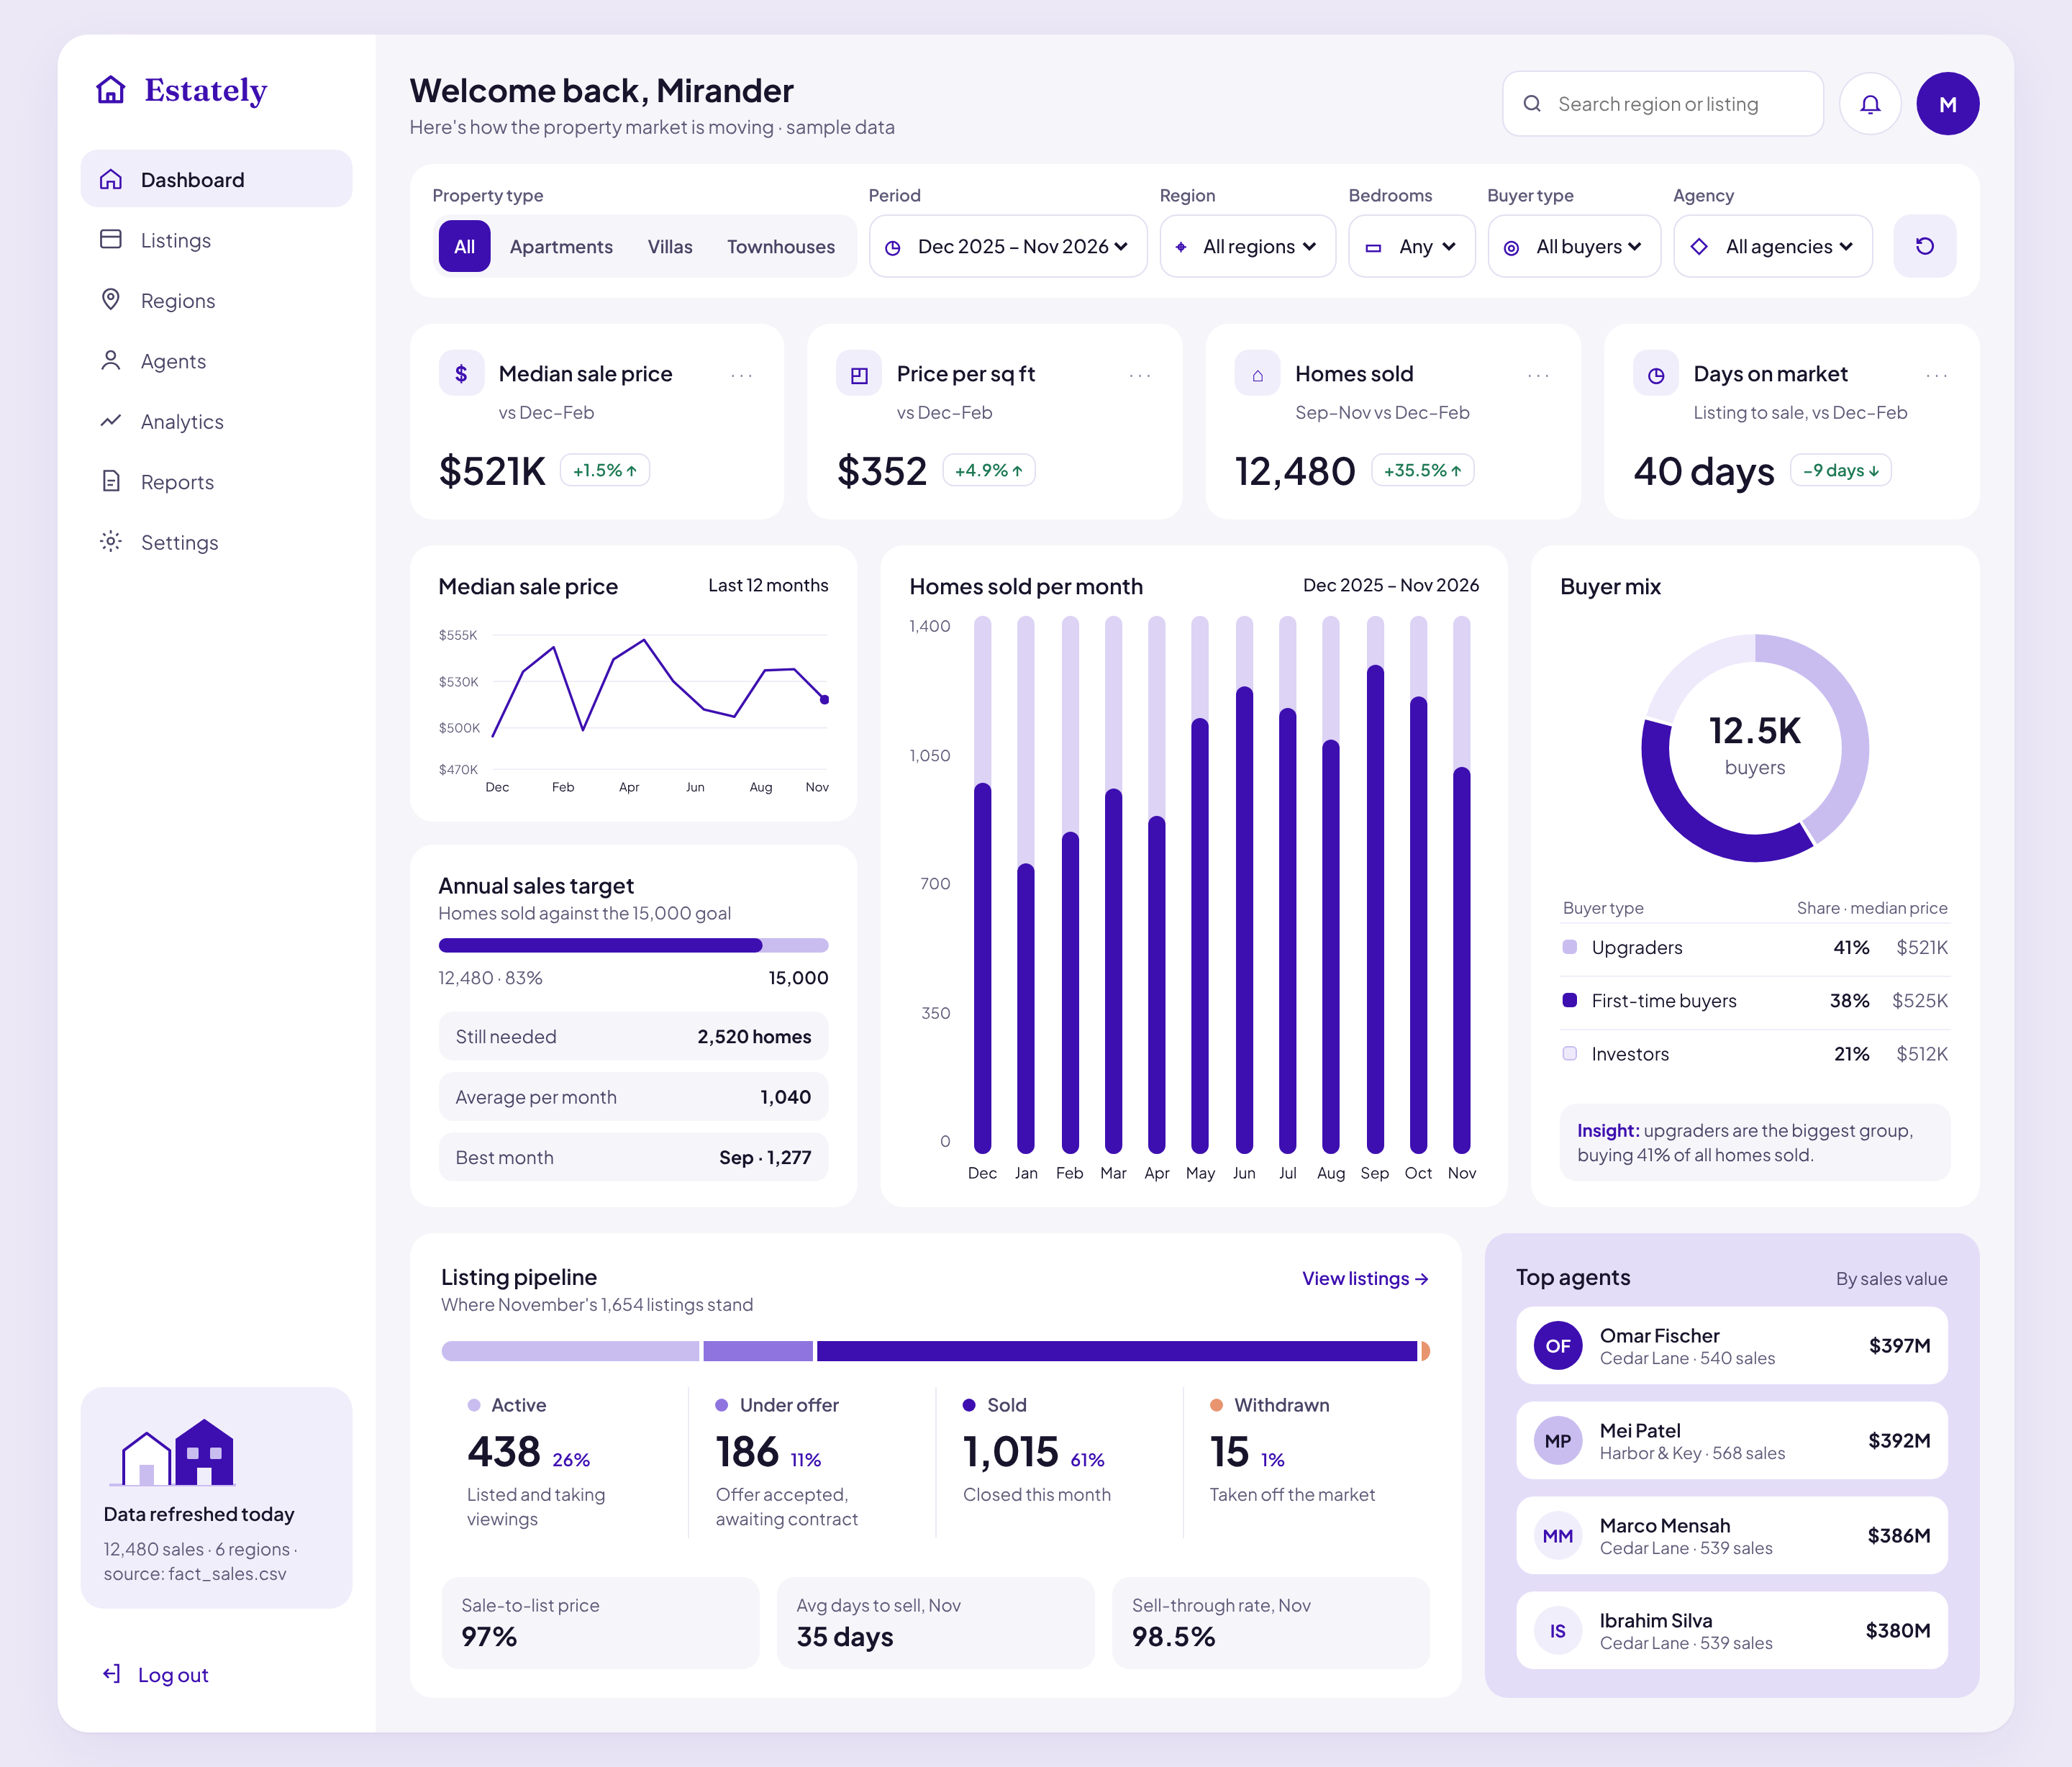 Estately
Dashboard
Listings
Regions
Agents
Analytics
Reports
Settings
Data refreshed today
12,480 sales · 6 regions ·
source: fact_sales.csv
Log out
Welcome back, Mirander
Here's how the property market is moving · sample data
Search region or listing
M
Property type
All Apartments Villas Townhouses
Period
Dec 2025 – Nov 2026
Region
All regions
Bedrooms
Any
Buyer type
All buyers
Agency
All agencies
$ Median sale price ...
vs Dec–Feb
$521K +1.5% ↑
Price per sq ft ...
vs Dec–Feb
$352 +4.9% ↑
Homes sold ...
Sep–Nov vs Dec–Feb
12,480 +35.5% ↑
Days on market ...
Listing to sale, vs Dec–Feb
40 days −9 days ↓
Median sale price Last 12 months
$555K
$530K
$500K
$470K
Dec Feb Apr Jun Aug Nov
Annual sales target
Homes sold against the 15,000 goal
12,480 · 83% 15,000
Still needed 2,520 homes
Average per month 1,040
Best month Sep · 1,277
Homes sold per month Dec 2025 – Nov 2026
1,400
1,050
700
350
0
Dec Jan Feb Mar Apr May Jun Jul Aug Sep Oct Nov
Buyer mix
12.5K
buyers
Buyer type Share · median price
Upgraders 41% $521K
First-time buyers 38% $525K
Investors 21% $512K
Insight: upgraders are the biggest group,
buying 41% of all homes sold.
Listing pipeline View listings →
Where November's 1,654 listings stand
Active
438 26%
Listed and taking
viewings
Under offer
186 11%
Offer accepted,
awaiting contract
Sold
1,015 61%
Closed this month
Withdrawn
15 1%
Taken off the market
Sale-to-list price
97%
Avg days to sell, Nov
35 days
Sell-through rate, Nov
98.5%
Top agents By sales value
OF Omar Fischer $397M
Cedar Lane · 540 sales
MP Mei Patel $392M
Harbor & Key · 568 sales
MM Marco Mensah $386M
Cedar Lane · 539 sales
IS Ibrahim Silva $380M
Cedar Lane · 539 sales